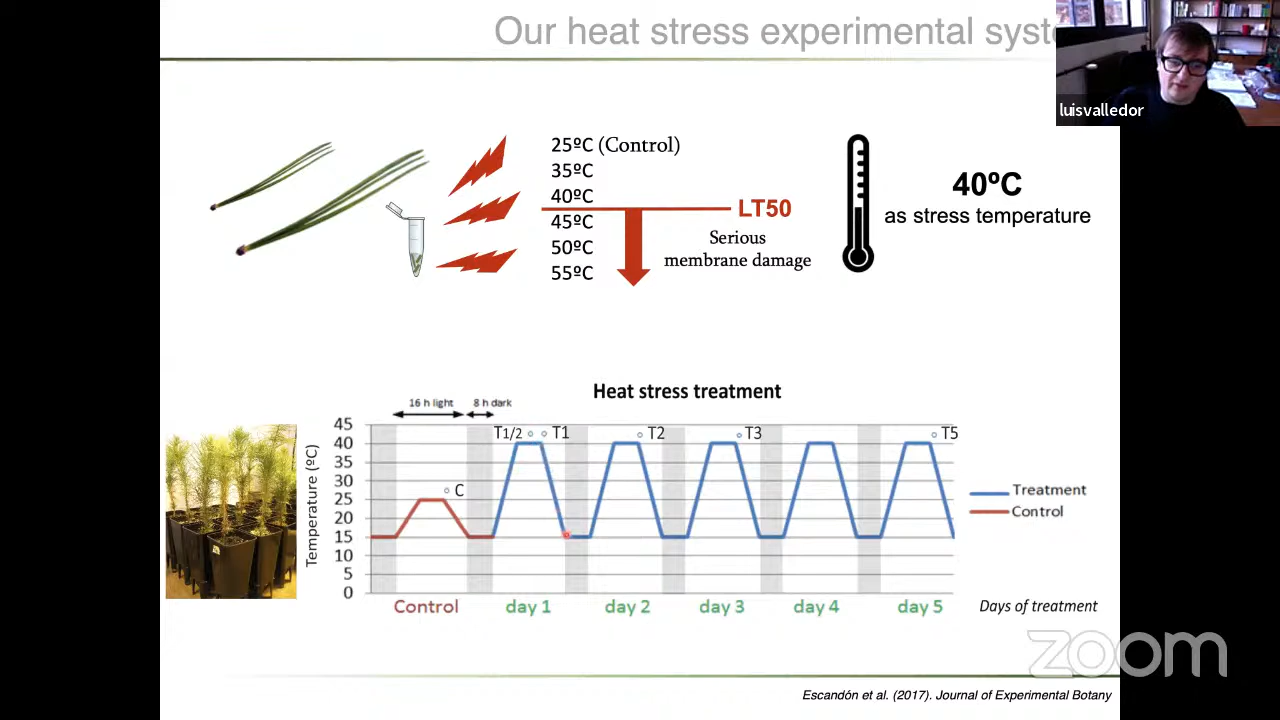 Our heat stress experimental syst
luisvalledor
25ºC (Control)
35ºC
40ºC
45ºC
50ºC
55ºC
LT50
Serious
membrane damage
40ºC
as stress temperature
Heat stress treatment
16 h light
8 h dark
Temperature (ºC)
45
40
35
30
25
20
15
10
5
0
C
T1/2
T1
T2
T3
T5
Treatment
Control
Control
day 1
day 2
day 3
day 4
day 5
Days of treatment
zoom
Escandón et al. (2017). Journal of Experimental Botany